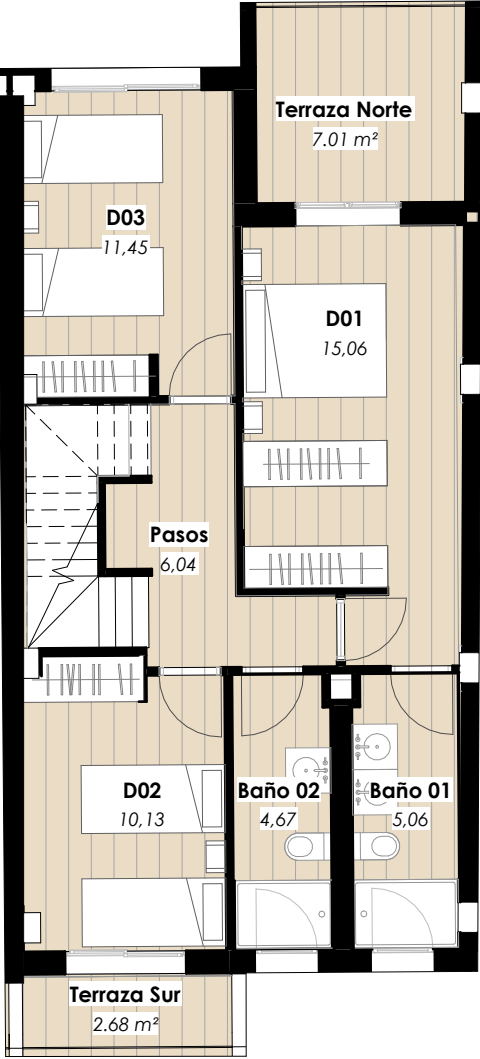 Terraza Norte
7.01 m²
D03
11,45
D01
15,06
Pasos
6,04
D02
10,13
Baño 02
4,67
Baño 01
5,06
Terraza Sur
2.68 m²